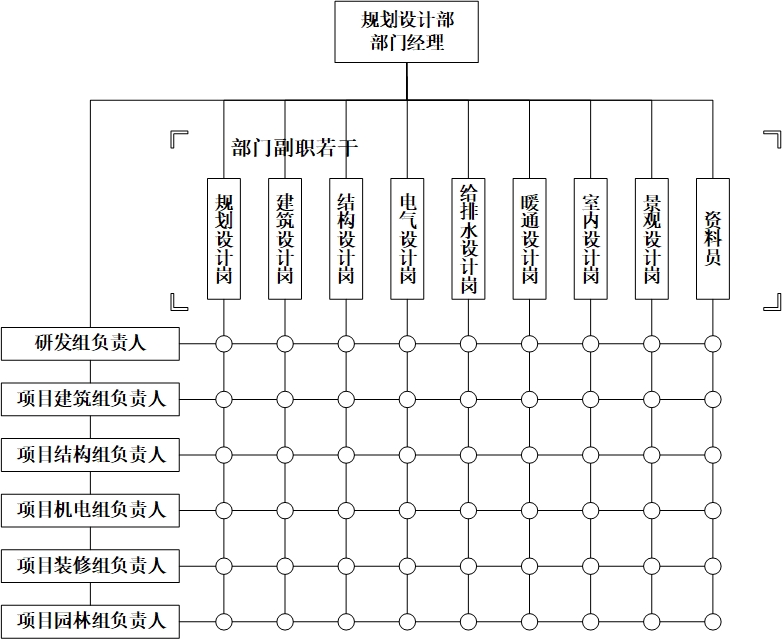 规划设计部
部门经理
部门副职若干
规划设计岗
建筑设计岗
结构设计岗
电气设计岗
给排水设计岗
暖通设计岗
室内设计岗
景观设计岗
资料员
研发组负责人
项目建筑组负责人
项目结构组负责人
项目机电组负责人
项目装修组负责人
项目园林组负责人